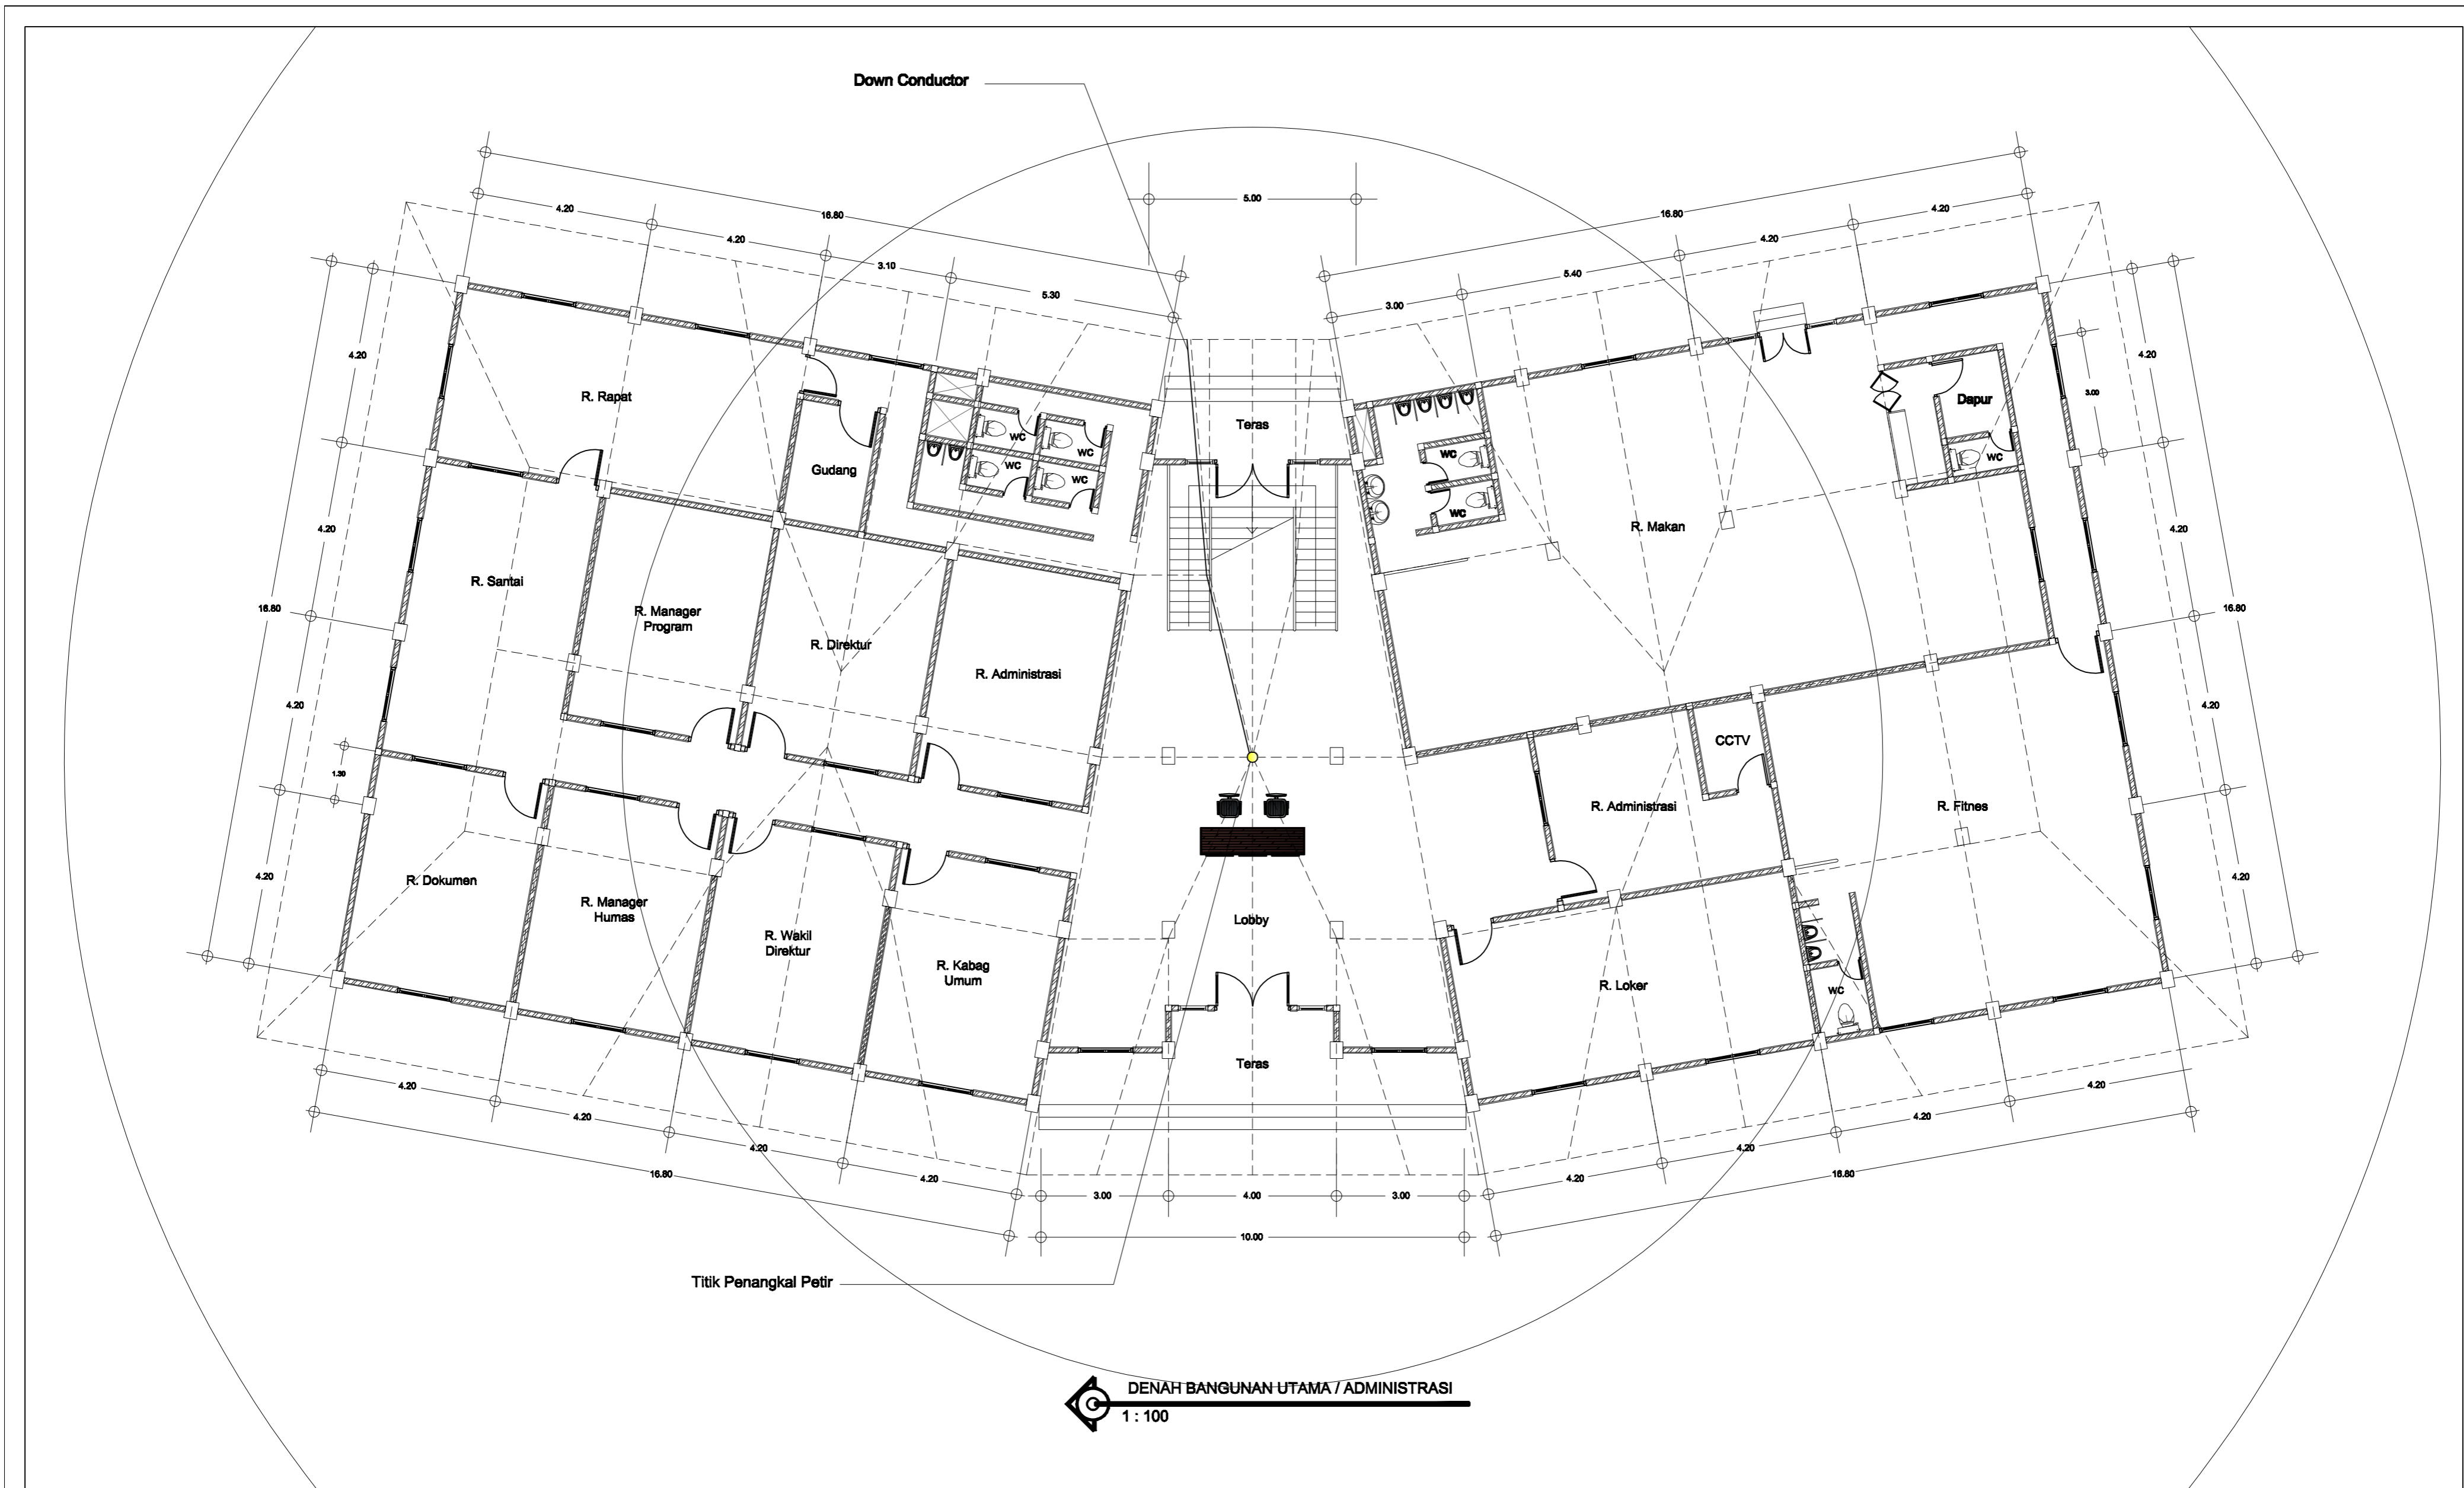 Down Conductor
5.00
4.20
16.80
4.20
3.10
5.30
16.80
4.20
4.20
5.40
3.00
4.20
4.20
4.20
4.20
1.30
16.80
4.20
3.00
4.20
4.20
4.20
16.80
R. Rapat
Gudang
WC
WC
WC
WC
Teras
WC
WC
Dapur
WC
R. Makan
R. Santai
R. Manager
Program
R. Direktur
R. Administrasi
CCTV
R. Administrasi
R. Fitnes
R. Dokumen
R. Manager
Humas
R. Wakil
Direktur
R. Kabag
Umum
Lobby
R. Loker
WC
Teras
4.20
4.20
4.20
4.20
16.80
3.00
4.00
3.00
10.00
4.20
4.20
4.20
4.20
16.80
Titik Penangkal Petir
DENAH BANGUNAN UTAMA / ADMINISTRASI
1 : 100